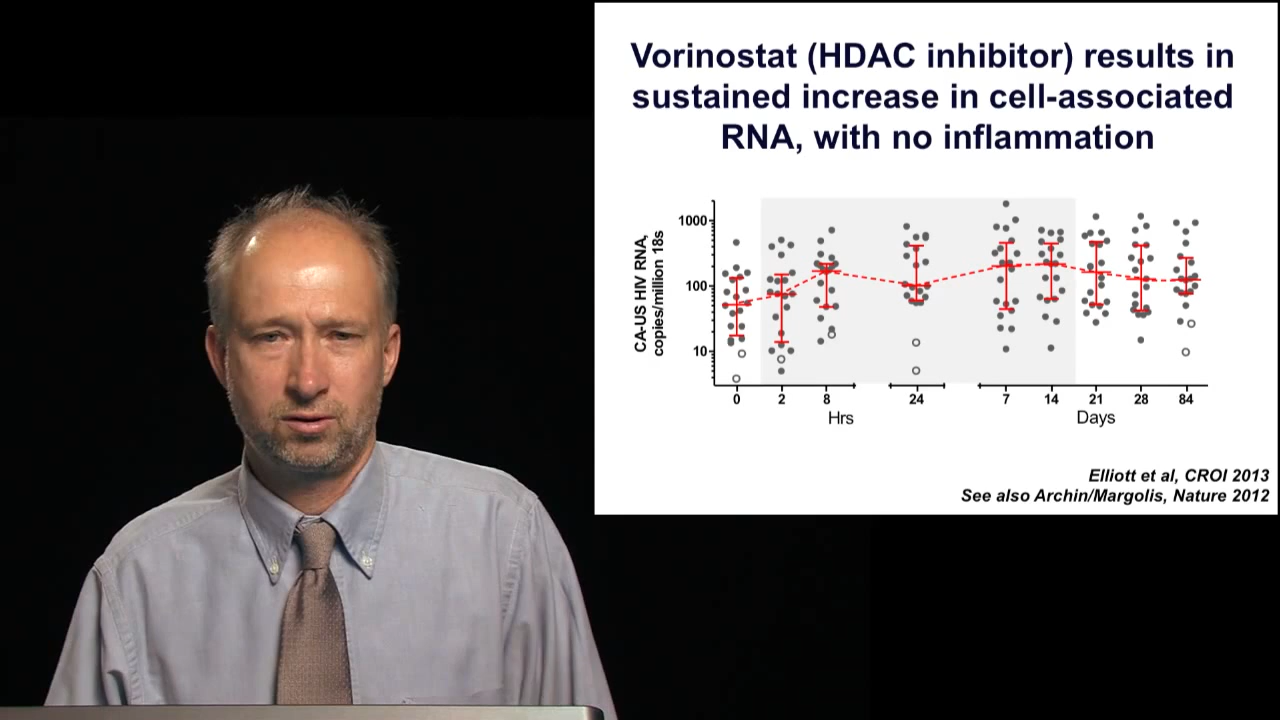 Vorinostat (HDAC inhibitor) results in
sustained increase in cell-associated
RNA, with no inflammation
CA-US HIV RNA,
copies/million 18s
1000
100
10
0 2 8 24 7 14 21 28 84
Hrs Days
Elliott et al, CROI 2013
See also Archin/Margolis, Nature 2012